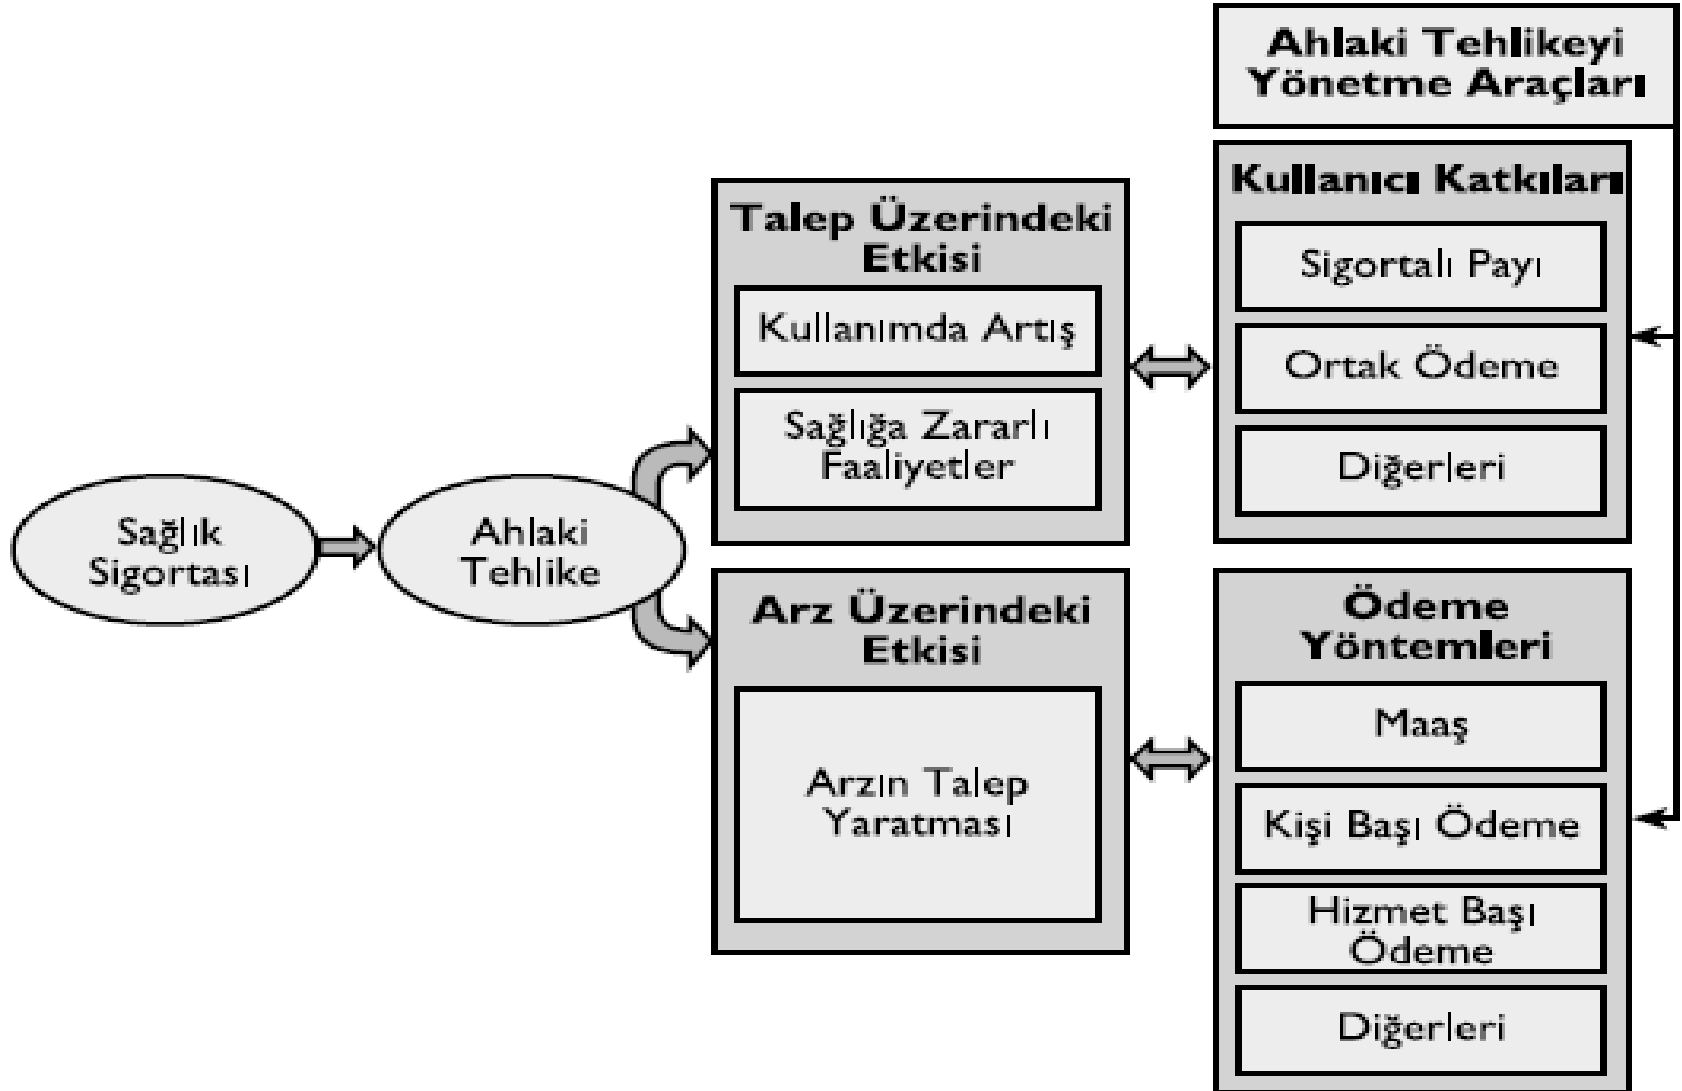 Ahlaki Tehlikeyi
Yönetme Araçları
Sağlık
Sigortası
Ahlaki
Tehlike
Talep Üzerindeki
Etkisi
Kullanımda Artış
Sağlığa Zararlı
Faaliyetler
Kullanıcı Katkıları
Sigortalı Payı
Ortak Ödeme
Diğerleri
Arz Üzerindeki
Etkisi
Arzın Talep
Yaratması
Ödeme
Yöntemleri
Maaş
Kişi Başı Ödeme
Hizmet Başı
Ödeme
Diğerleri